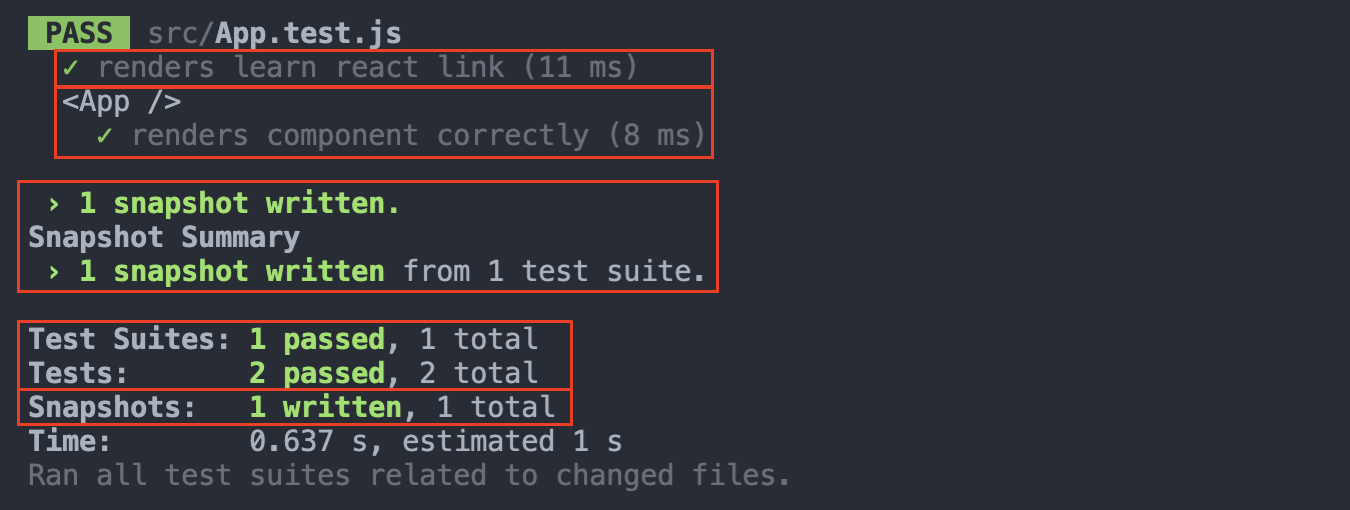 PASS src/App.test.js
✓ renders learn react link (11 ms)
<App />
✓ renders component correctly (8 ms)
› 1 snapshot written.
Snapshot Summary
› 1 snapshot written from 1 test suite.
Test Suites: 1 passed, 1 total
Tests: 2 passed, 2 total
Snapshots: 1 written, 1 total
Time: 0.637 s, estimated 1 s
Ran all test suites related to changed files.